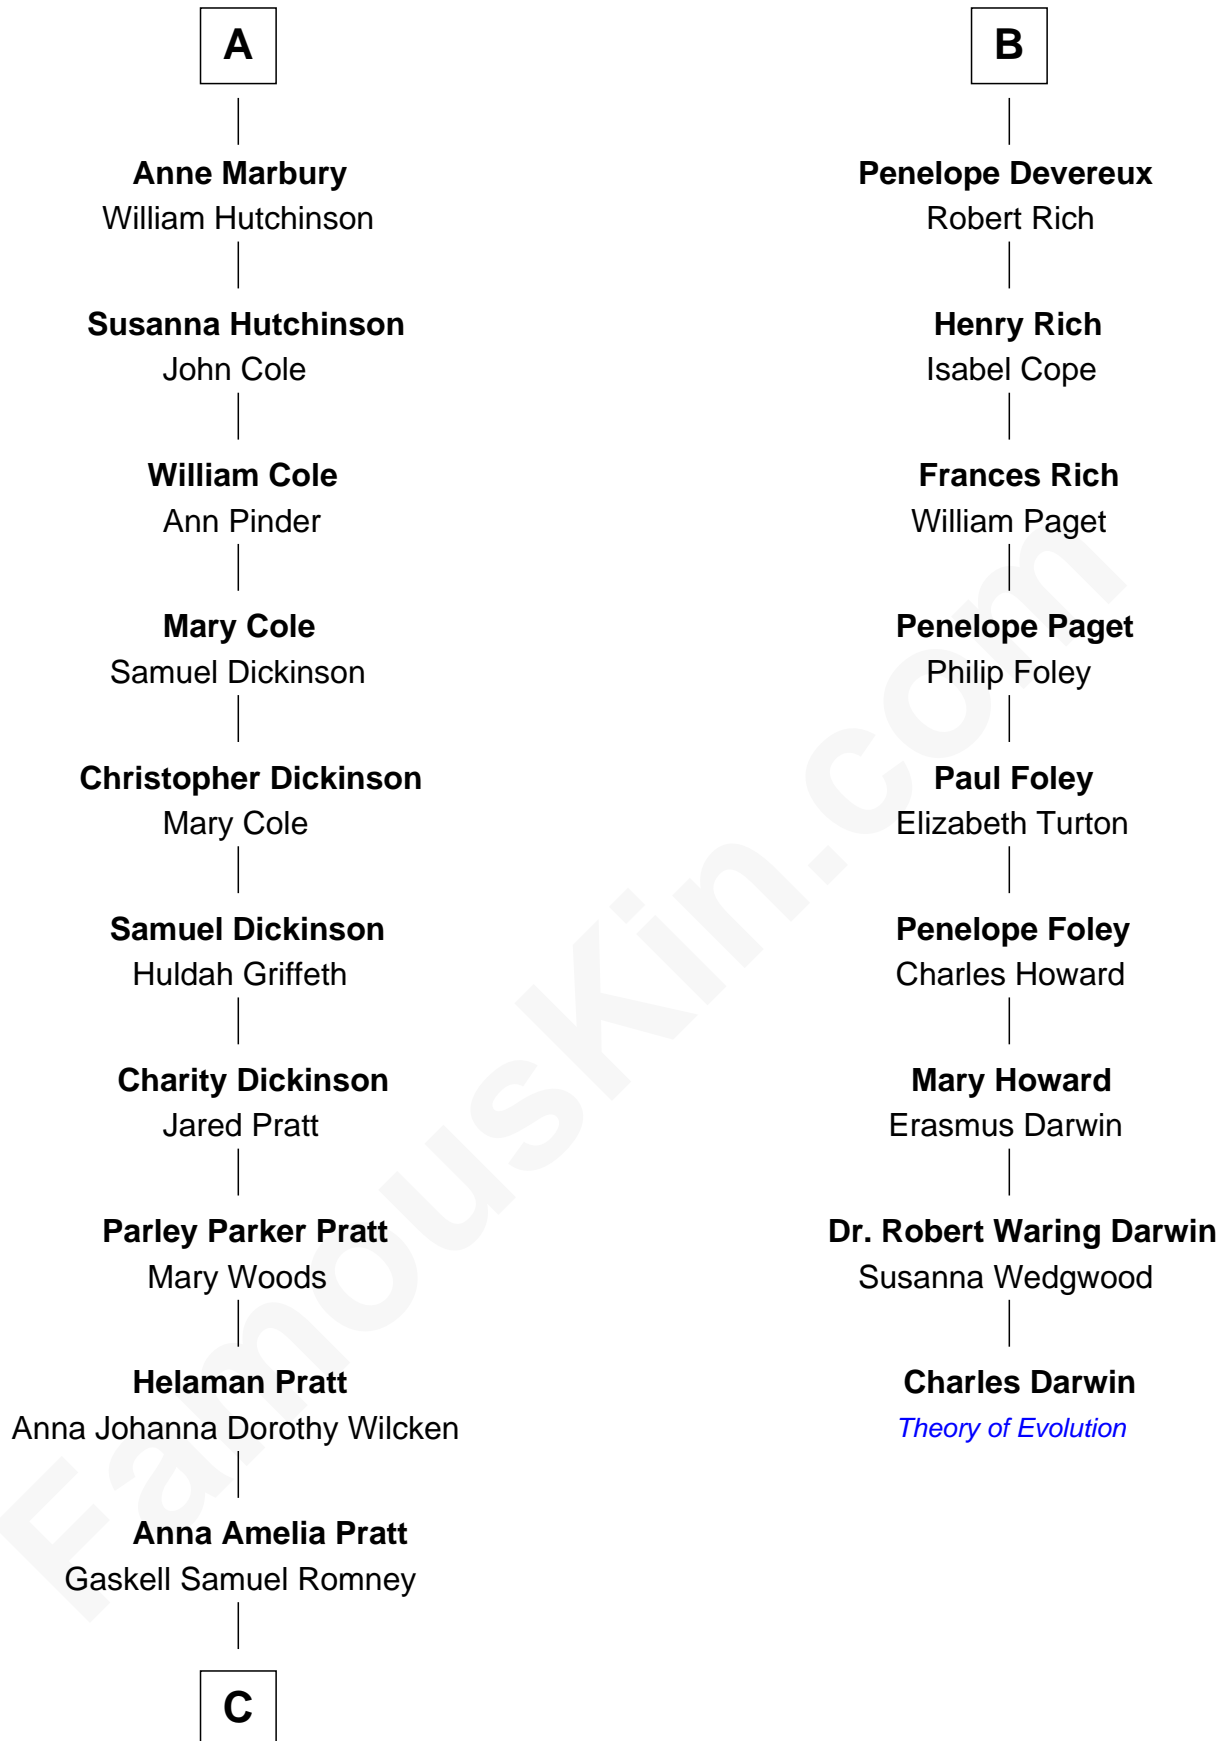 A
Anne Marbury
William Hutchinson
Susanna Hutchinson
John Cole
William Cole
Ann Pinder
Mary Cole
Samuel Dickinson
Christopher Dickinson
Mary Cole
Samuel Dickinson
Huldah Griffeth
Charity Dickinson
Jared Pratt
Parley Parker Pratt
Mary Woods
Helaman Pratt
Anna Johanna Dorothy Wilcken
Anna Amelia Pratt
Gaskell Samuel Romney
C
B
Penelope Devereux
Robert Rich
Henry Rich
Isabel Cope
Frances Rich
William Paget
Penelope Paget
Philip Foley
Paul Foley
Elizabeth Turton
Penelope Foley
Charles Howard
Mary Howard
Erasmus Darwin
Dr. Robert Waring Darwin
Susanna Wedgwood
Charles Darwin
Theory of Evolution
FamousKin.com